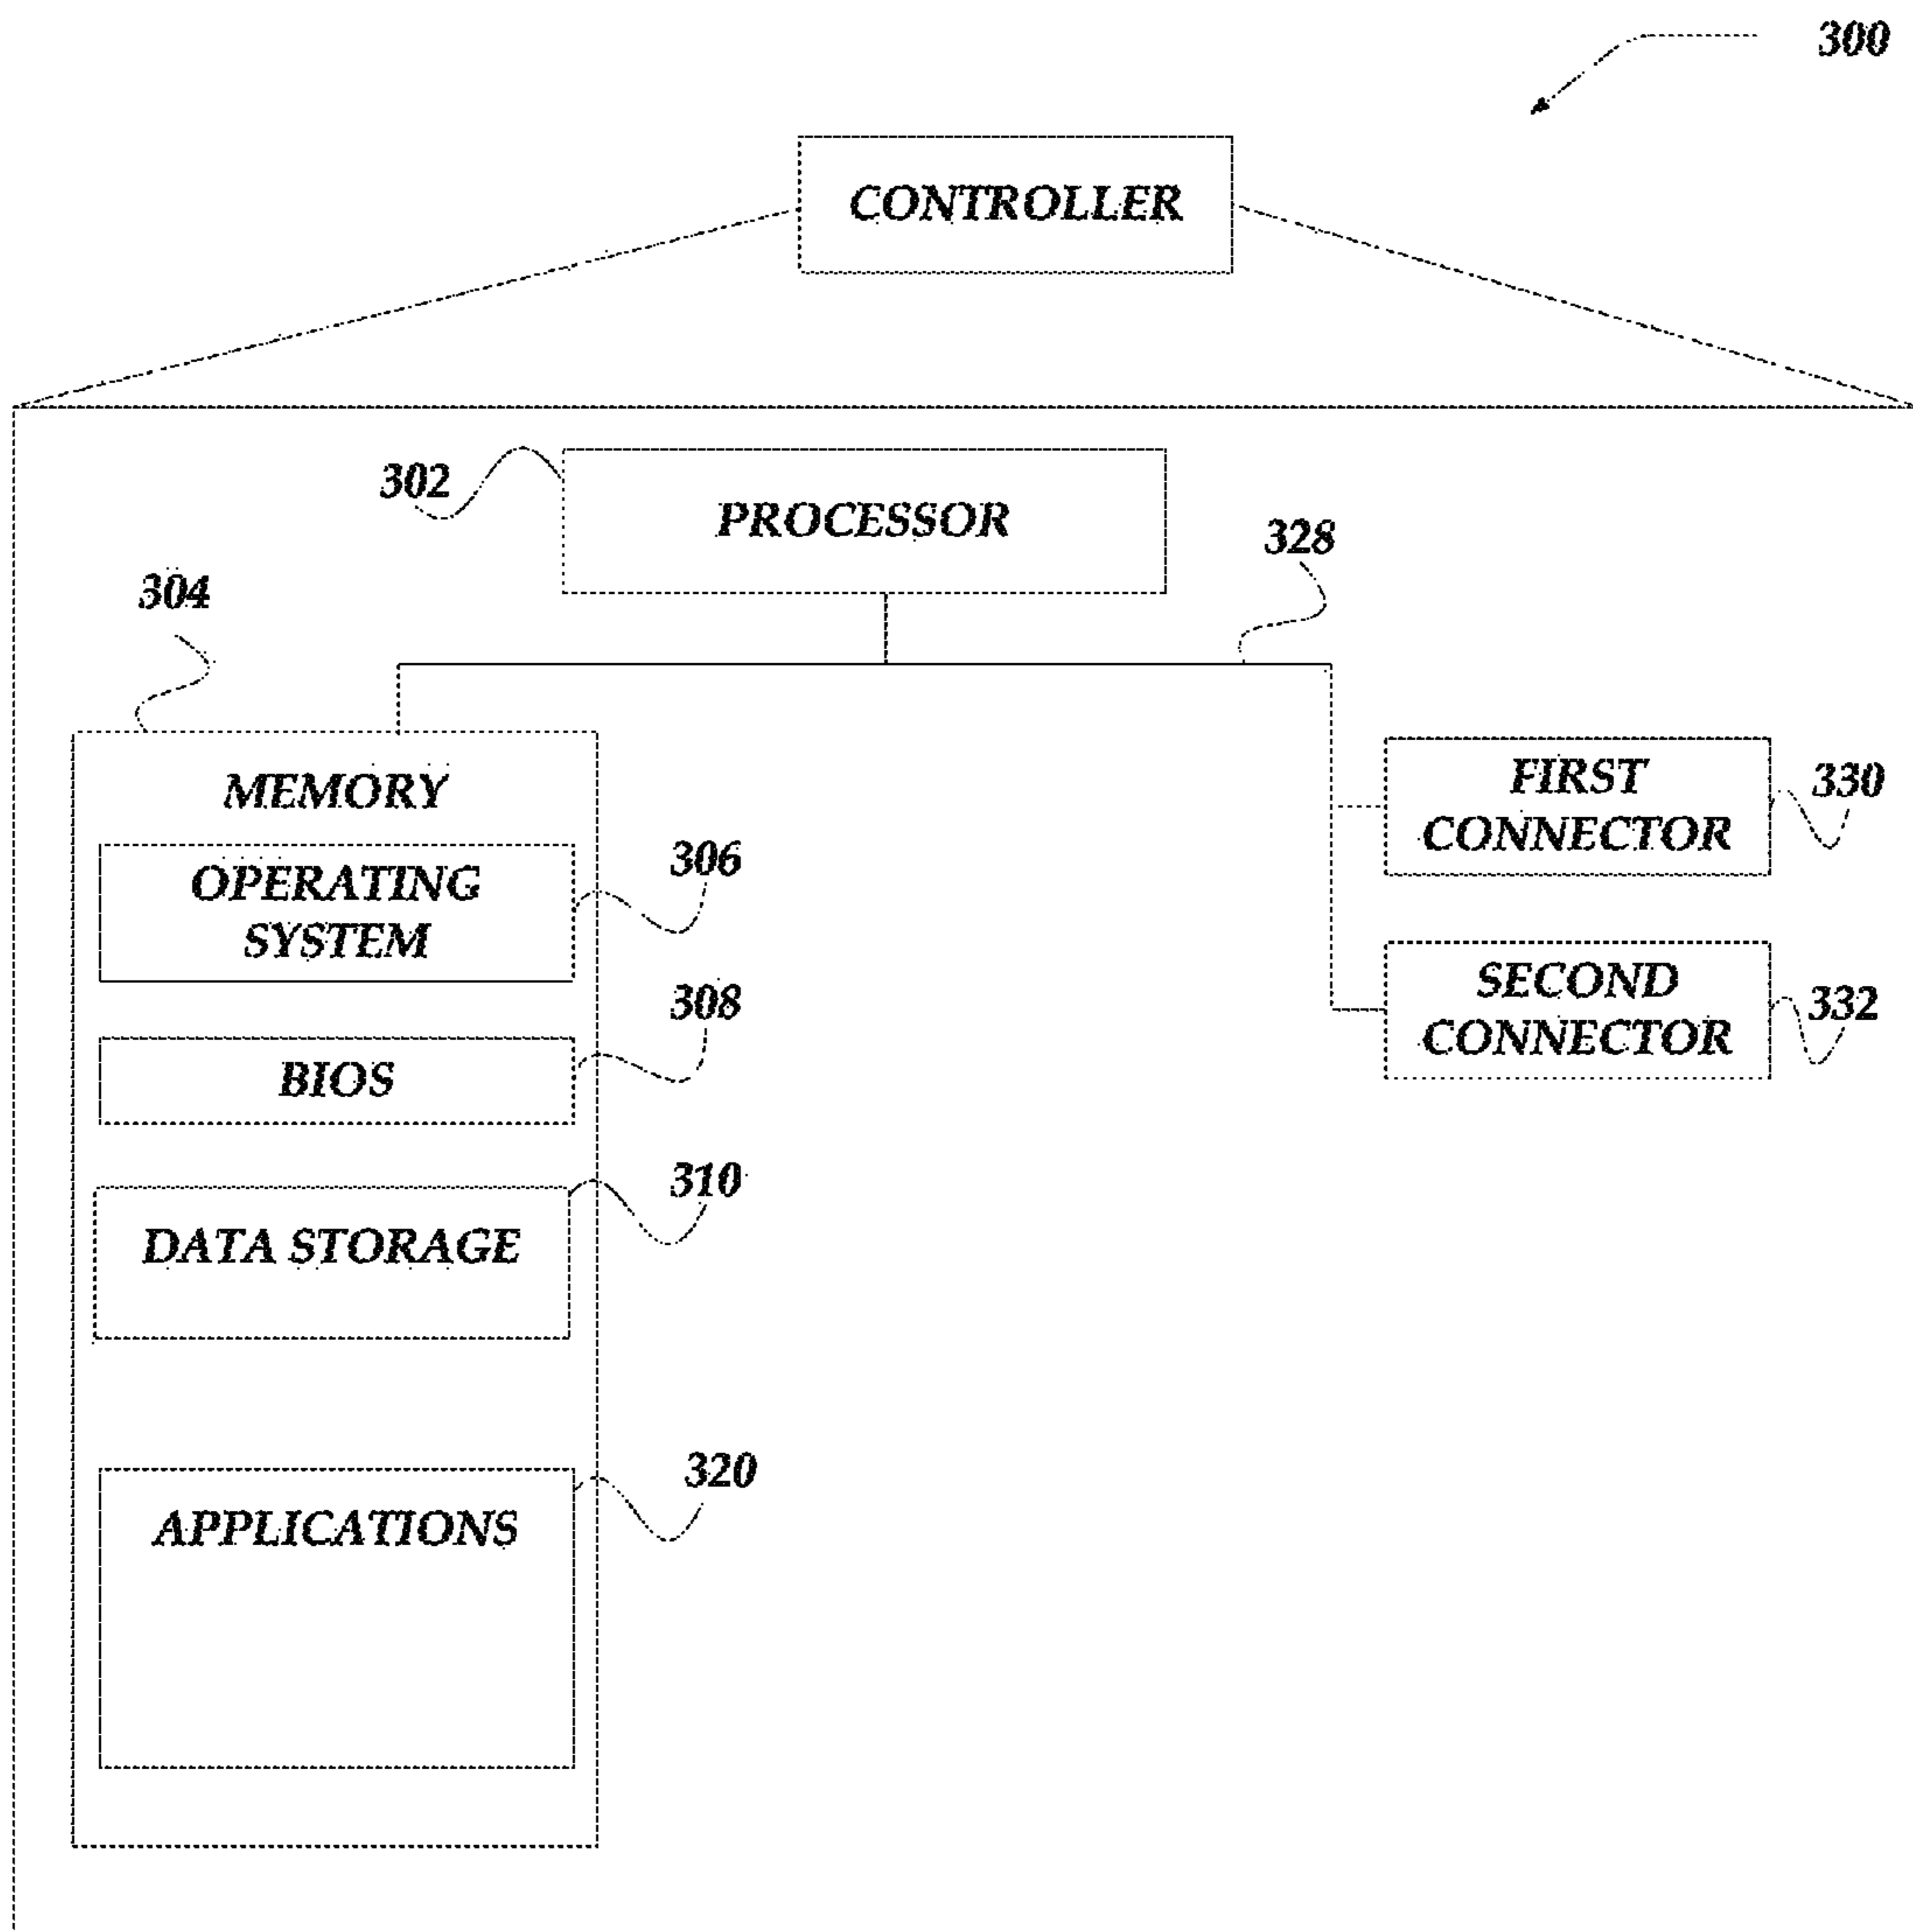 300
CONTROLLER
302
PROCESSOR
328
304
MEMORY
FIRST
CONNECTOR
330
OPERATING
SYSTEM
306
SECOND
CONNECTOR
332
308
BIOS
310
DATA STORAGE
320
APPLICATIONS